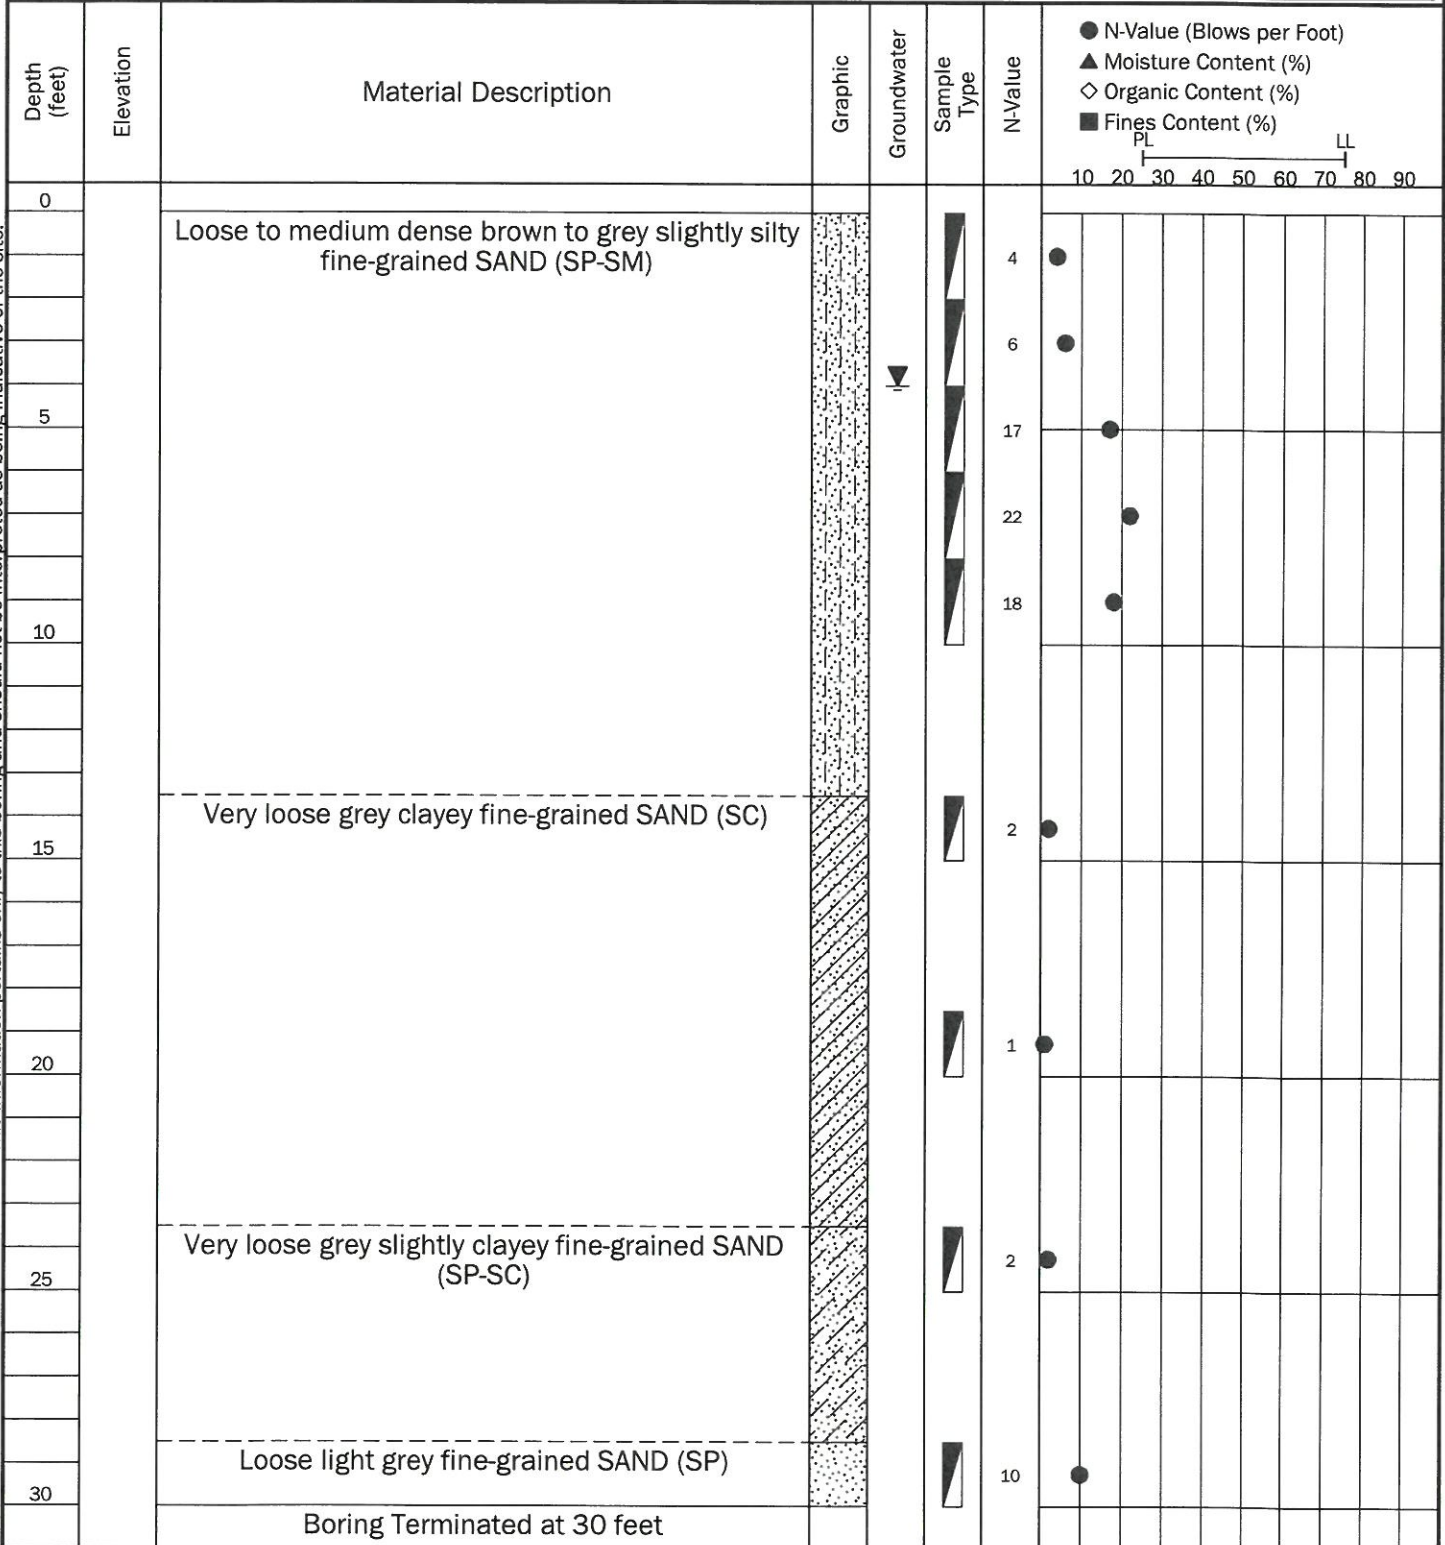 Depth
(feet)
Elevation
Material Description
Graphic
Groundwater
Sample
Type
N-Value
N-Value (Blows per Foot)
Moisture Content (%)
Organic Content (%)
Fines Content (%)
PL LL
10 20 30 40 50 60 70 80 90
0
Loose to medium dense brown to grey slightly silty
fine-grained SAND (SP-SM)
4
6
5
17
22
18
10
Very loose grey clayey fine-grained SAND (SC)
2
15
1
20
Very loose grey slightly clayey fine-grained SAND
(SP-SC)
2
25
Loose light grey fine-grained SAND (SP)
10
30
Boring Terminated at 30 feet